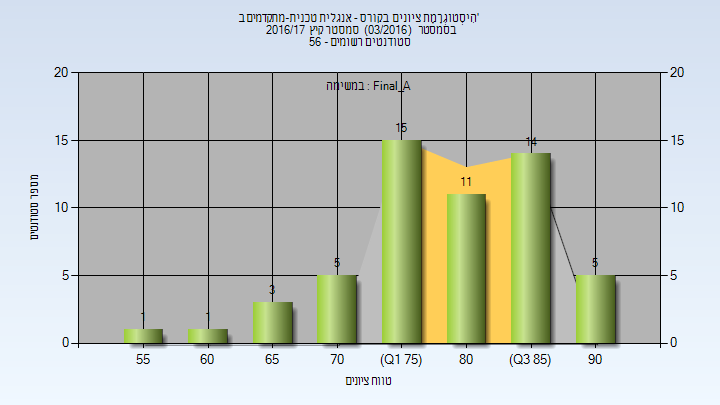 היסטוגרמת ציונים בקורס - אנגלית טכנית-מתקדמים ב'
בסמסטר (03/2016) סמסטר קיץ 2016/17
סטודנטים רשומים - 56
במשימה : Final_A
20 20
15 15
10 10
5 5
0 0
1 1 3 5 15 11 14 5
55 60 65 70 (Q1 75) 80 (Q3 85) 90
מספר סטודנטים
טווח ציונים